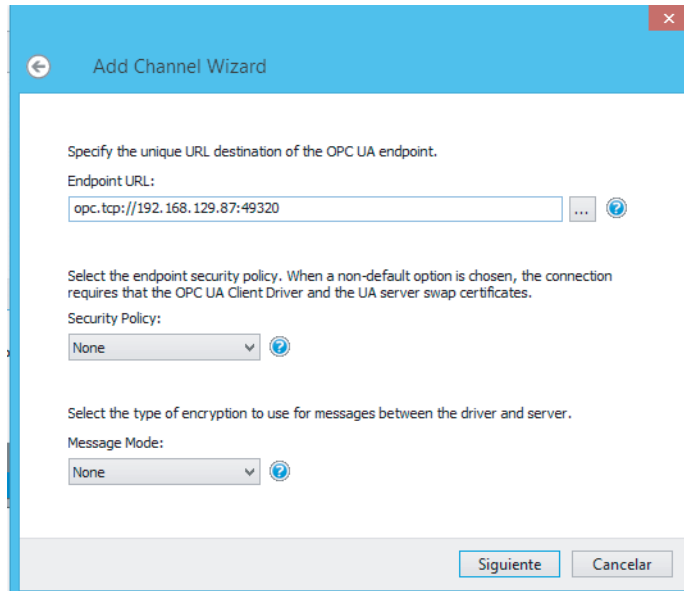 Add Channel Wizard
Specify the unique URL destination of the OPC UA endpoint.
Endpoint URL:
opc.tcp://192.168.129.87:49320
...
Select the endpoint security policy. When a non-default option is chosen, the connection
requires that the OPC UA Client Driver and the UA server swap certificates.
Security Policy:
None
Select the type of encryption to use for messages between the driver and server.
Message Mode:
None
Siguiente Cancelar